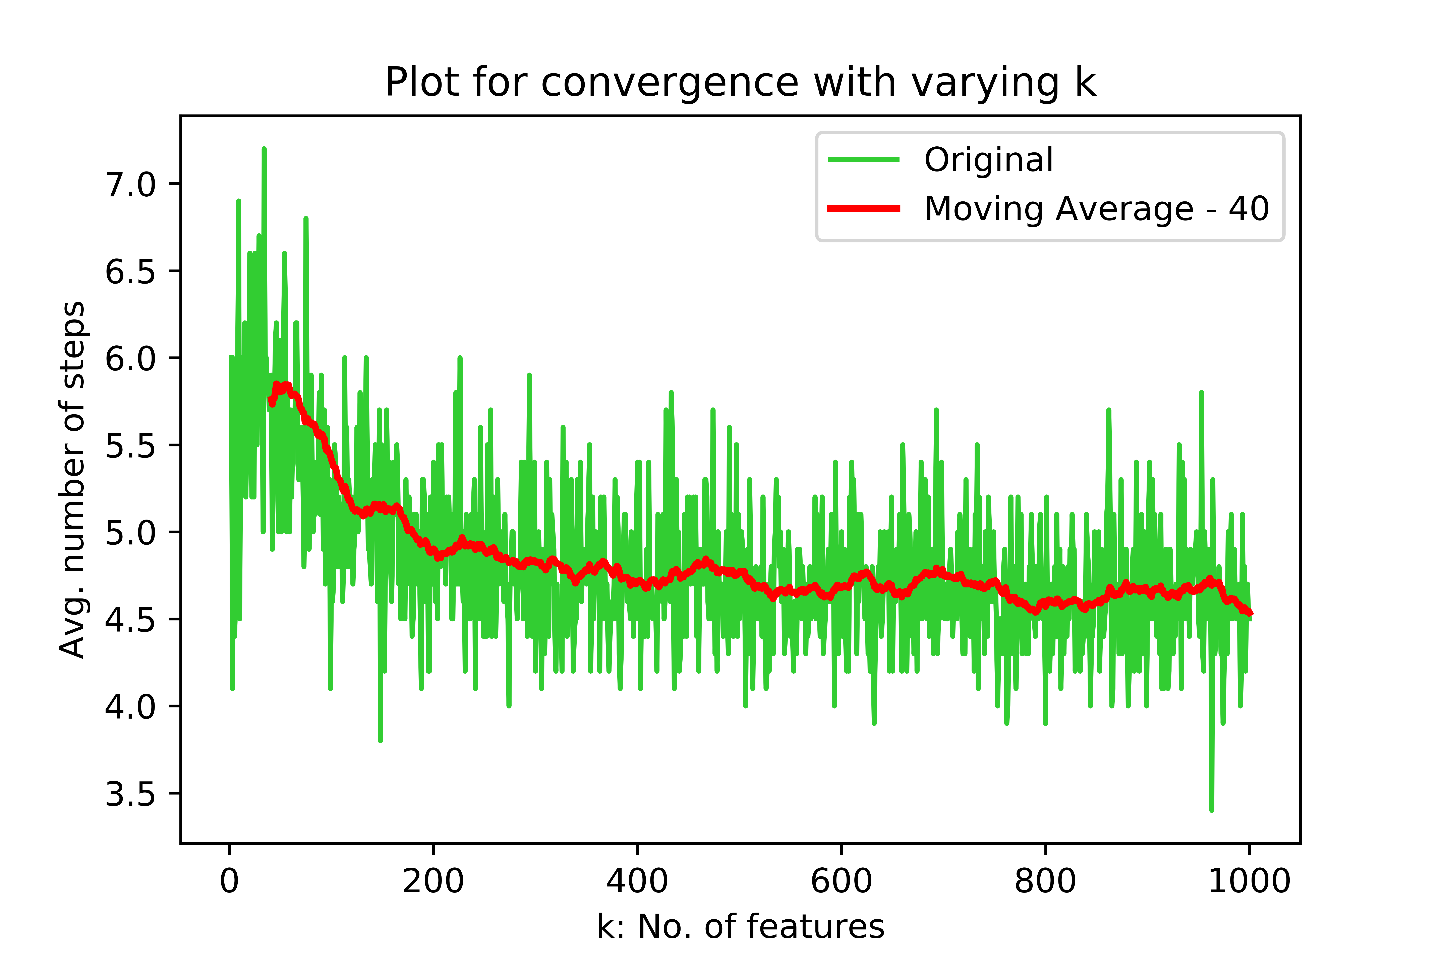 Plot for convergence with varying k
Original
Moving Average - 40
7.0
6.5
6.0
5.5
5.0
4.5
4.0
3.5
Avg. number of steps
0 200 400 600 800 1000
k: No. of features